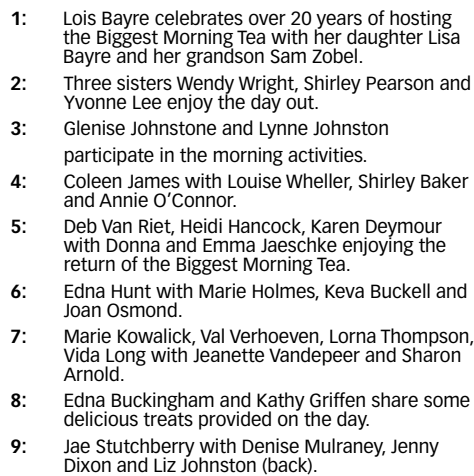 1: Lois Bayre celebrates over 20 years of hosting
the Biggest Morning Tea with her daughter Lisa
Bayre and her grandson Sam Zobel.
2: Three sisters Wendy Wright, Shirley Pearson and
Yvonne Lee enjoy the day out.
3: Glenise Johnstone and Lynne Johnston
participate in the morning activities.
4: Coleen James with Louise Wheller, Shirley Baker
and Annie O'Connor.
5: Deb Van Riet, Heidi Hancock, Karen Deymour
with Donna and Emma Jaeschke enjoying the
return of the Biggest Morning Tea.
6: Edna Hunt with Marie Holmes, Keva Buckell and
Joan Osmond.
7: Marie Kowalick, Val Verhoeven, Lorna Thompson,
Vida Long with Jeanette Vandepeer and Sharon
Arnold.
8: Edna Buckingham and Kathy Griffen share some
delicious treats provided on the day.
9: Jae Stutchberry with Denise Mulraney, Jenny
Dixon and Liz Johnston (back).